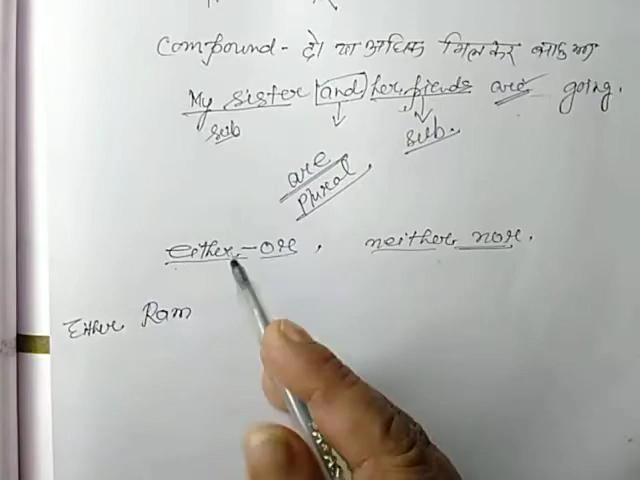 Compound - दो या अधिक मिलकर
My sister and her fiends are going.
sub
sub.
are
Plural.
either - or , neither nor.
Either Ram